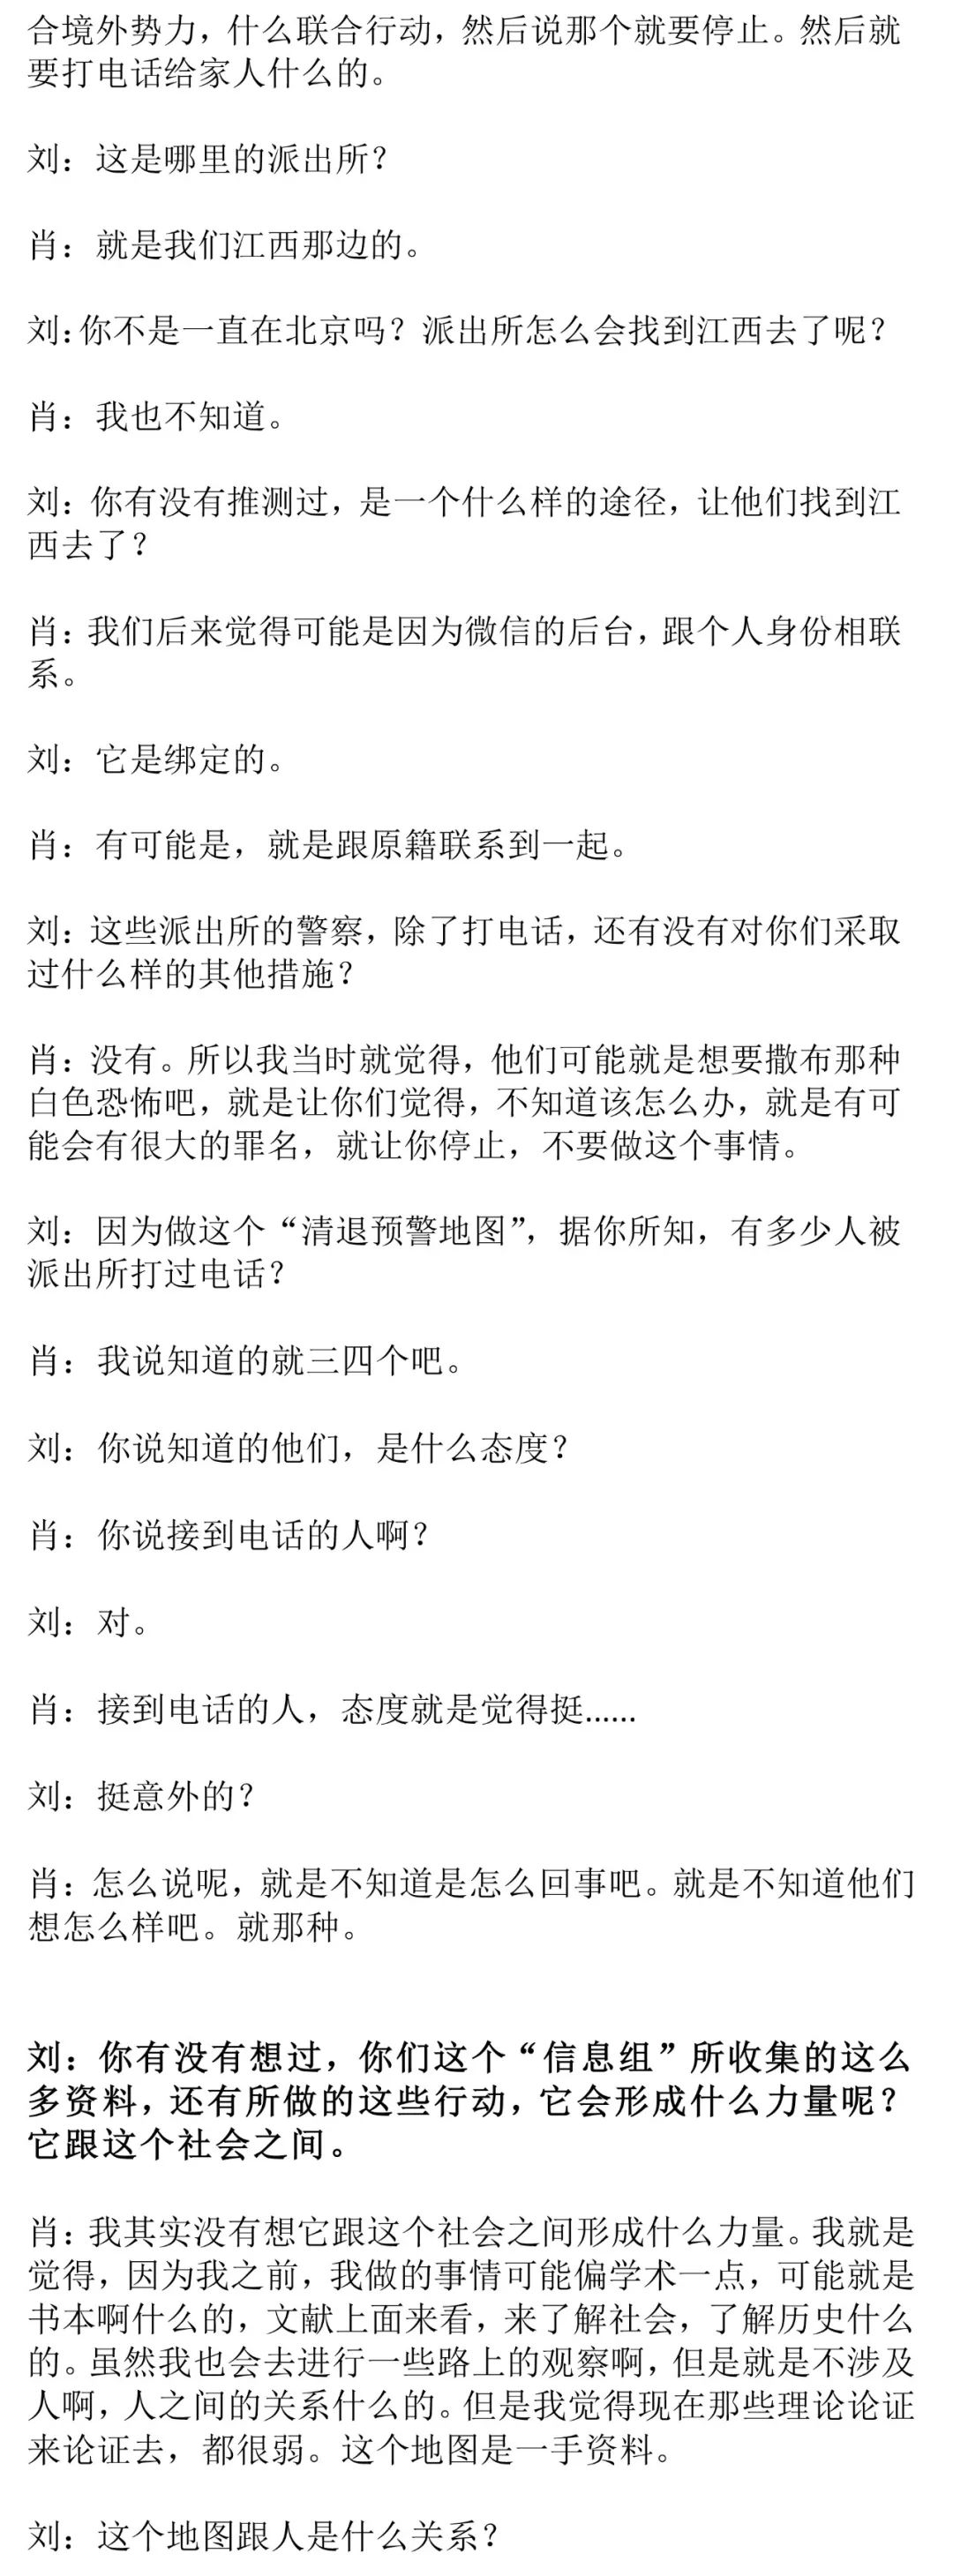 合境外势力，什么联合行动，然后说那个就要停止。然后就
要打电话给家人什么的。
刘：这是哪里的派出所？
肖：就是我们江西那边的。
刘：你不是一直在北京吗？派出所怎么会找到江西去了呢？
肖：我也不知道。
刘：你有没有推测过，是一个什么样的途径，让他们找到江
西去了？
肖：我们后来觉得可能是因为微信的后台，跟个人身份相联
系。
刘：它是绑定的。
肖：有可能是，就是跟原籍联系到一起。
刘：这些派出所的警察，除了打电话，还有没有对你们采取
过什么样的其他措施？
肖：没有。所以我当时就觉得，他们可能就是想要撒布那种
白色恐怖吧，就是让你们觉得，不知道该怎么办，就是有可
能会有很大的罪名，就让你停止，不要做这个事情。
刘：因为做这个“清退预警地图”，据你所知，有多少人被
派出所打过电话？
肖：我说知道的就三四个吧。
刘：你说知道的他们，是什么态度？
肖：你说接到电话的人啊？
刘：对。
肖：接到电话的人，态度就是觉得挺……
刘：挺意外的？
肖：怎么说呢，就是不知道是怎么回事吧。就是不知道他们
想怎么样吧。就那种。
刘：你有没有想过，你们这个“信息组”所收集的这么
多资料，还有所做的这些行动，它会形成什么力量呢？
它跟这个社会之间。
肖：我其实没有想它跟这个社会之间形成什么力量。我就是
觉得，因为我之前，我做的事情可能偏学术一点，可能就是
书本啊什么的，文献上面来看，来了解社会，了解历史什么
的。虽然我也会去进行一些路上的观察啊，但是就是不涉及
人啊，人之间的关系什么的。但是我觉得现在那些理论论证
来论证去，都很弱。这个地图是一手资料。
刘：这个地图跟人是什么关系？